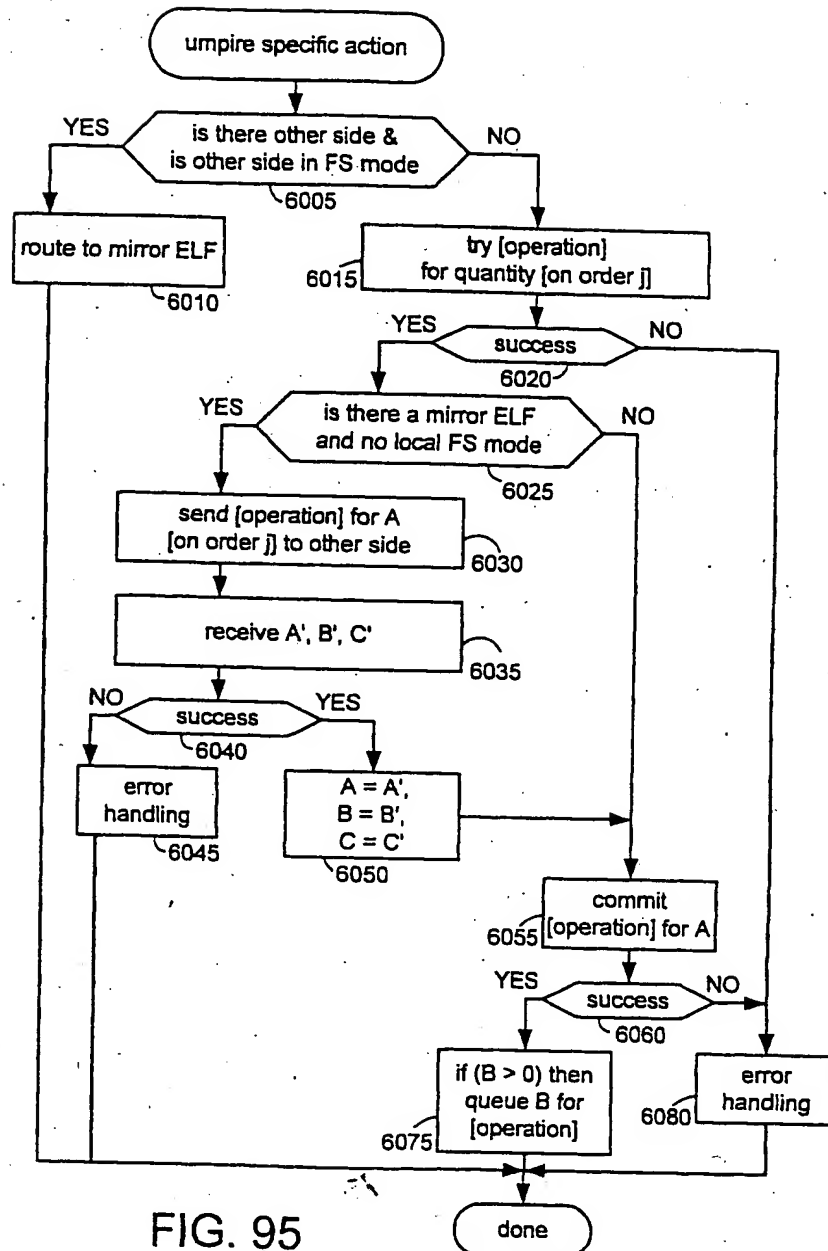 umpire specific action
YES
is there other side &
is other side in FS mode
NO
6005
route to mirror ELF
6010
try [operation]
for quantity [on order j]
6015
YES
success
NO
6020
YES
is there a mirror ELF
and no local FS mode
NO
6025
send [operation] for A
[on order j] to other side
6030
receive A', B', C'
6035
NO
success
YES
6040
error
handling
6045
A = A',
B = B',
C = C'
6050
commit
[operation] for A
6055
YES
success
NO
6060
if (B > 0) then
queue B for
[operation]
6075
error
handling
6080
done
FIG. 95